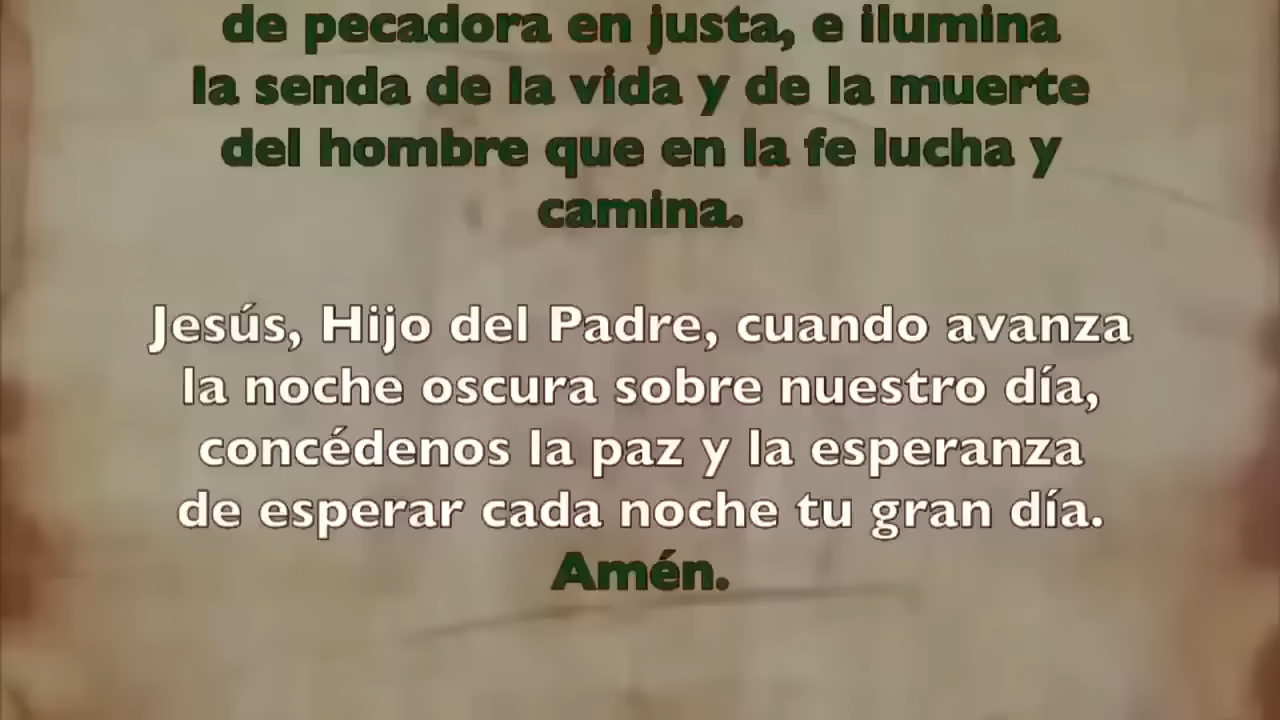 de pecadora en justa, e ilumina
la senda de la vida y de la muerte
del hombre que en la fe lucha y
camina.
Jesús, Hijo del Padre, cuando avanza
la noche oscura sobre nuestro día,
concédenos la paz y la esperanza
de esperar cada noche tu gran día.
Amén.